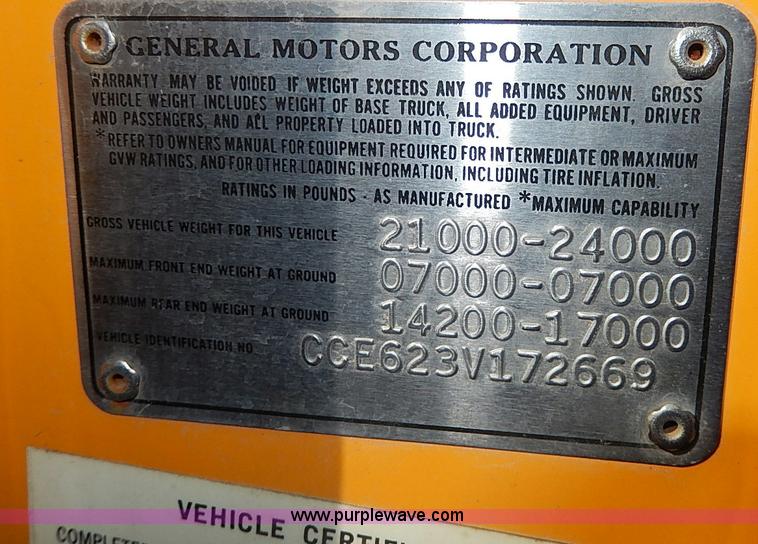 GENERAL MOTORS CORPORATION
WARRANTY MAY BE VOIDED IF WEIGHT EXCEEDS ANY OF RATINGS SHOWN. GROSS
VEHICLE WEIGHT INCLUDES WEIGHT OF BASE TRUCK, ALL ADDED EQUIPMENT, DRIVER
AND PASSENGERS, AND ALL PROPERTY LOADED INTO TRUCK.
*REFER TO OWNERS MANUAL FOR EQUIPMENT REQUIRED FOR INTERMEDIATE OR MAXIMUM
GVW RATINGS, AND FOR OTHER LOADING INFORMATION, INCLUDING TIRE INFLATION.
RATINGS IN POUNDS - AS MANUFACTURED *MAXIMUM CAPABILITY
GROSS VEHICLE WEIGHT FOR THIS VEHICLE 21000-24000
MAXIMUM FRONT END WEIGHT AT GROUND 07000-07000
MAXIMUM REAR END WEIGHT AT GROUND 14200-17000
VEHICLE IDENTIFICATION NO CCE623V172669
VEHICLE
www.purplewave.com